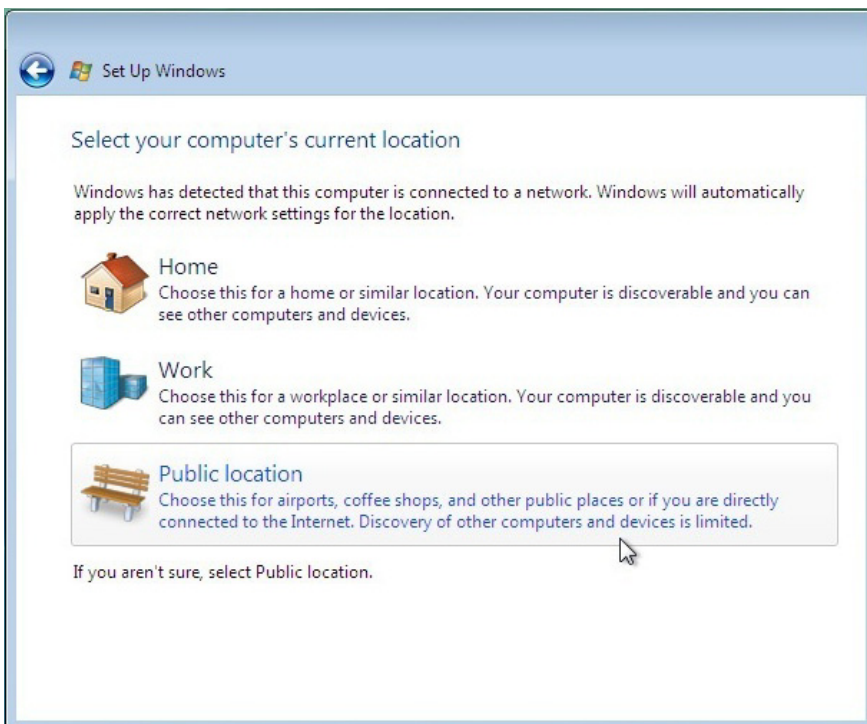 Set Up Windows
Select your computer's current location
Windows has detected that this computer is connected to a network. Windows will automatically
apply the correct network settings for the location.
Home
Choose this for a home or similar location. Your computer is discoverable and you can
see other computers and devices.
Work
Choose this for a workplace or similar location. Your computer is discoverable and you
can see other computers and devices.
Public location
Choose this for airports, coffee shops, and other public places or if you are directly
connected to the Internet. Discovery of other computers and devices is limited.
If you aren't sure, select Public location.